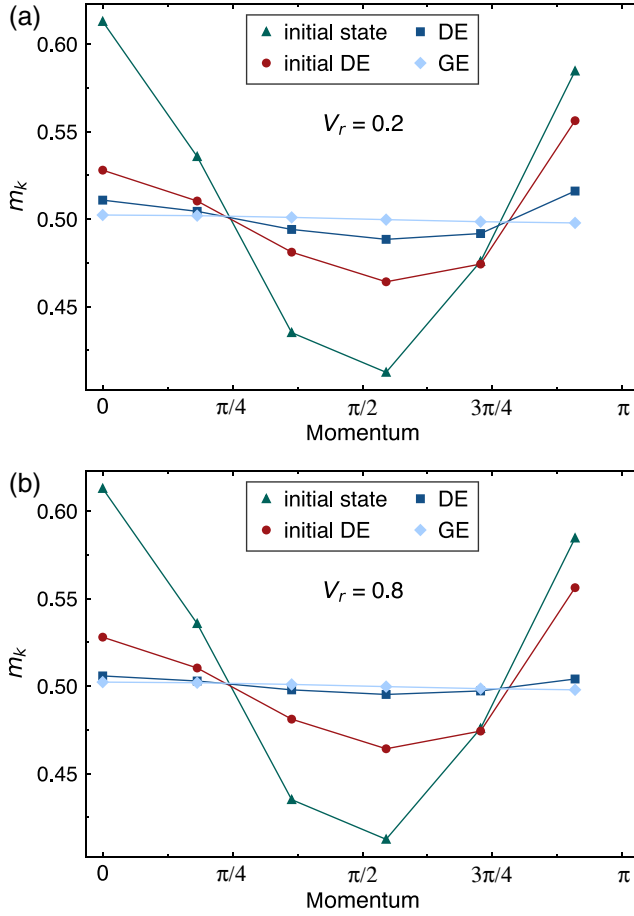 (a)
0.60
0.55
0.50
0.45
m_k
initial state
initial DE
DE
GE
V_r = 0.2
0 π/4 π/2 3π/4 π
Momentum
(b)
0.60
0.55
0.50
0.45
m_k
initial state
initial DE
DE
GE
V_r = 0.8
0 π/4 π/2 3π/4 π
Momentum